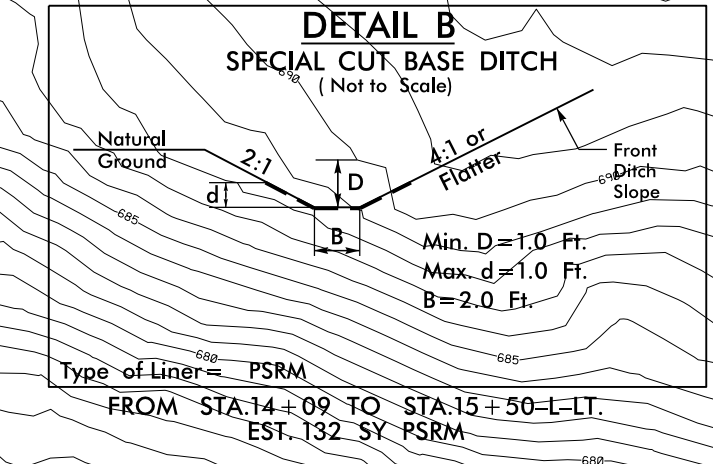 DETAIL B
SPECIAL CUT BASE DITCH
( Not to Scale)
690
Natural
Ground
2:1
D
4:1 or
Flatter
Front
Ditch
Slope
690
d
685
B
Min. D=1.0 Ft.
Max. d=1.0 Ft.
B=2.0 Ft.
680
685
Type of Liner= PSRM
FROM STA.14+09 TO STA.15+50-L-LT.
EST. 132 SY PSRM
680